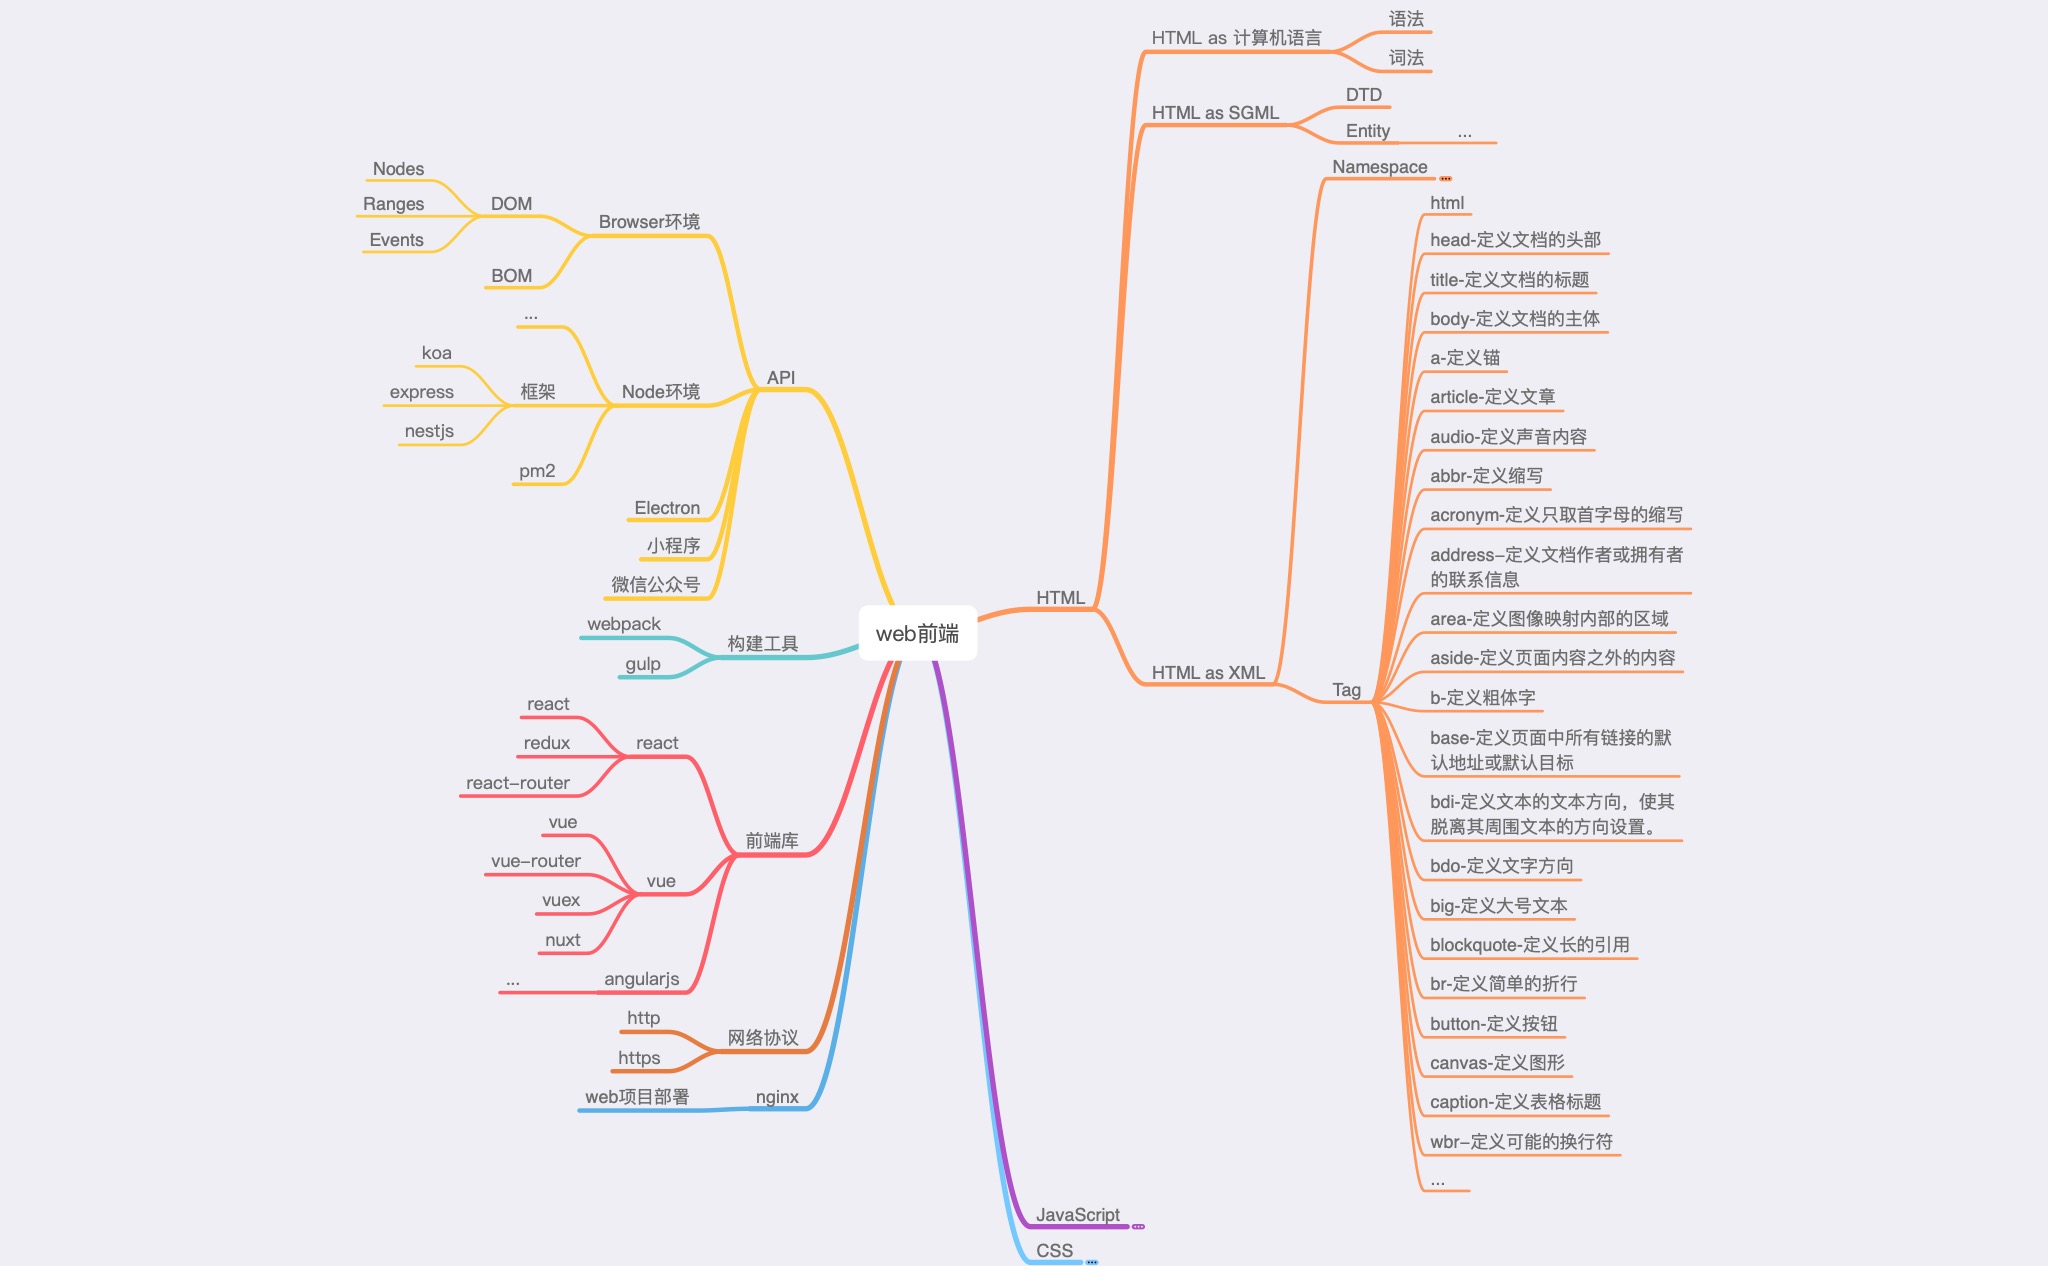 web前端
HTML
HTML as 计算机语言
语法
词法
HTML as SGML
DTD
Entity
...
HTML as XML
Namespace
Tag
html
head-定义文档的头部
title-定义文档的标题
body-定义文档的主体
a-定义锚
article-定义文章
audio-定义声音内容
abbr-定义缩写
acronym-定义只取首字母的缩写
address–定义文档作者或拥有者
的联系信息
area-定义图像映射内部的区域
aside-定义页面内容之外的内容
b-定义粗体字
base-定义页面中所有链接的默
认地址或默认目标
bdi-定义文本的文本方向，使其
脱离其周围文本的方向设置。
bdo-定义文字方向
big-定义大号文本
blockquote-定义长的引用
br-定义简单的折行
button-定义按钮
canvas-定义图形
caption-定义表格标题
wbr–定义可能的换行符
...
JavaScript
CSS
API
Browser环境
DOM
Nodes
Ranges
Events
BOM
Node环境
...
框架
koa
express
nestjs
pm2
Electron
小程序
微信公众号
构建工具
webpack
gulp
前端库
react
react
redux
react-router
vue
vue
vue-router
vuex
nuxt
angularjs
...
网络协议
http
https
nginx
web项目部署